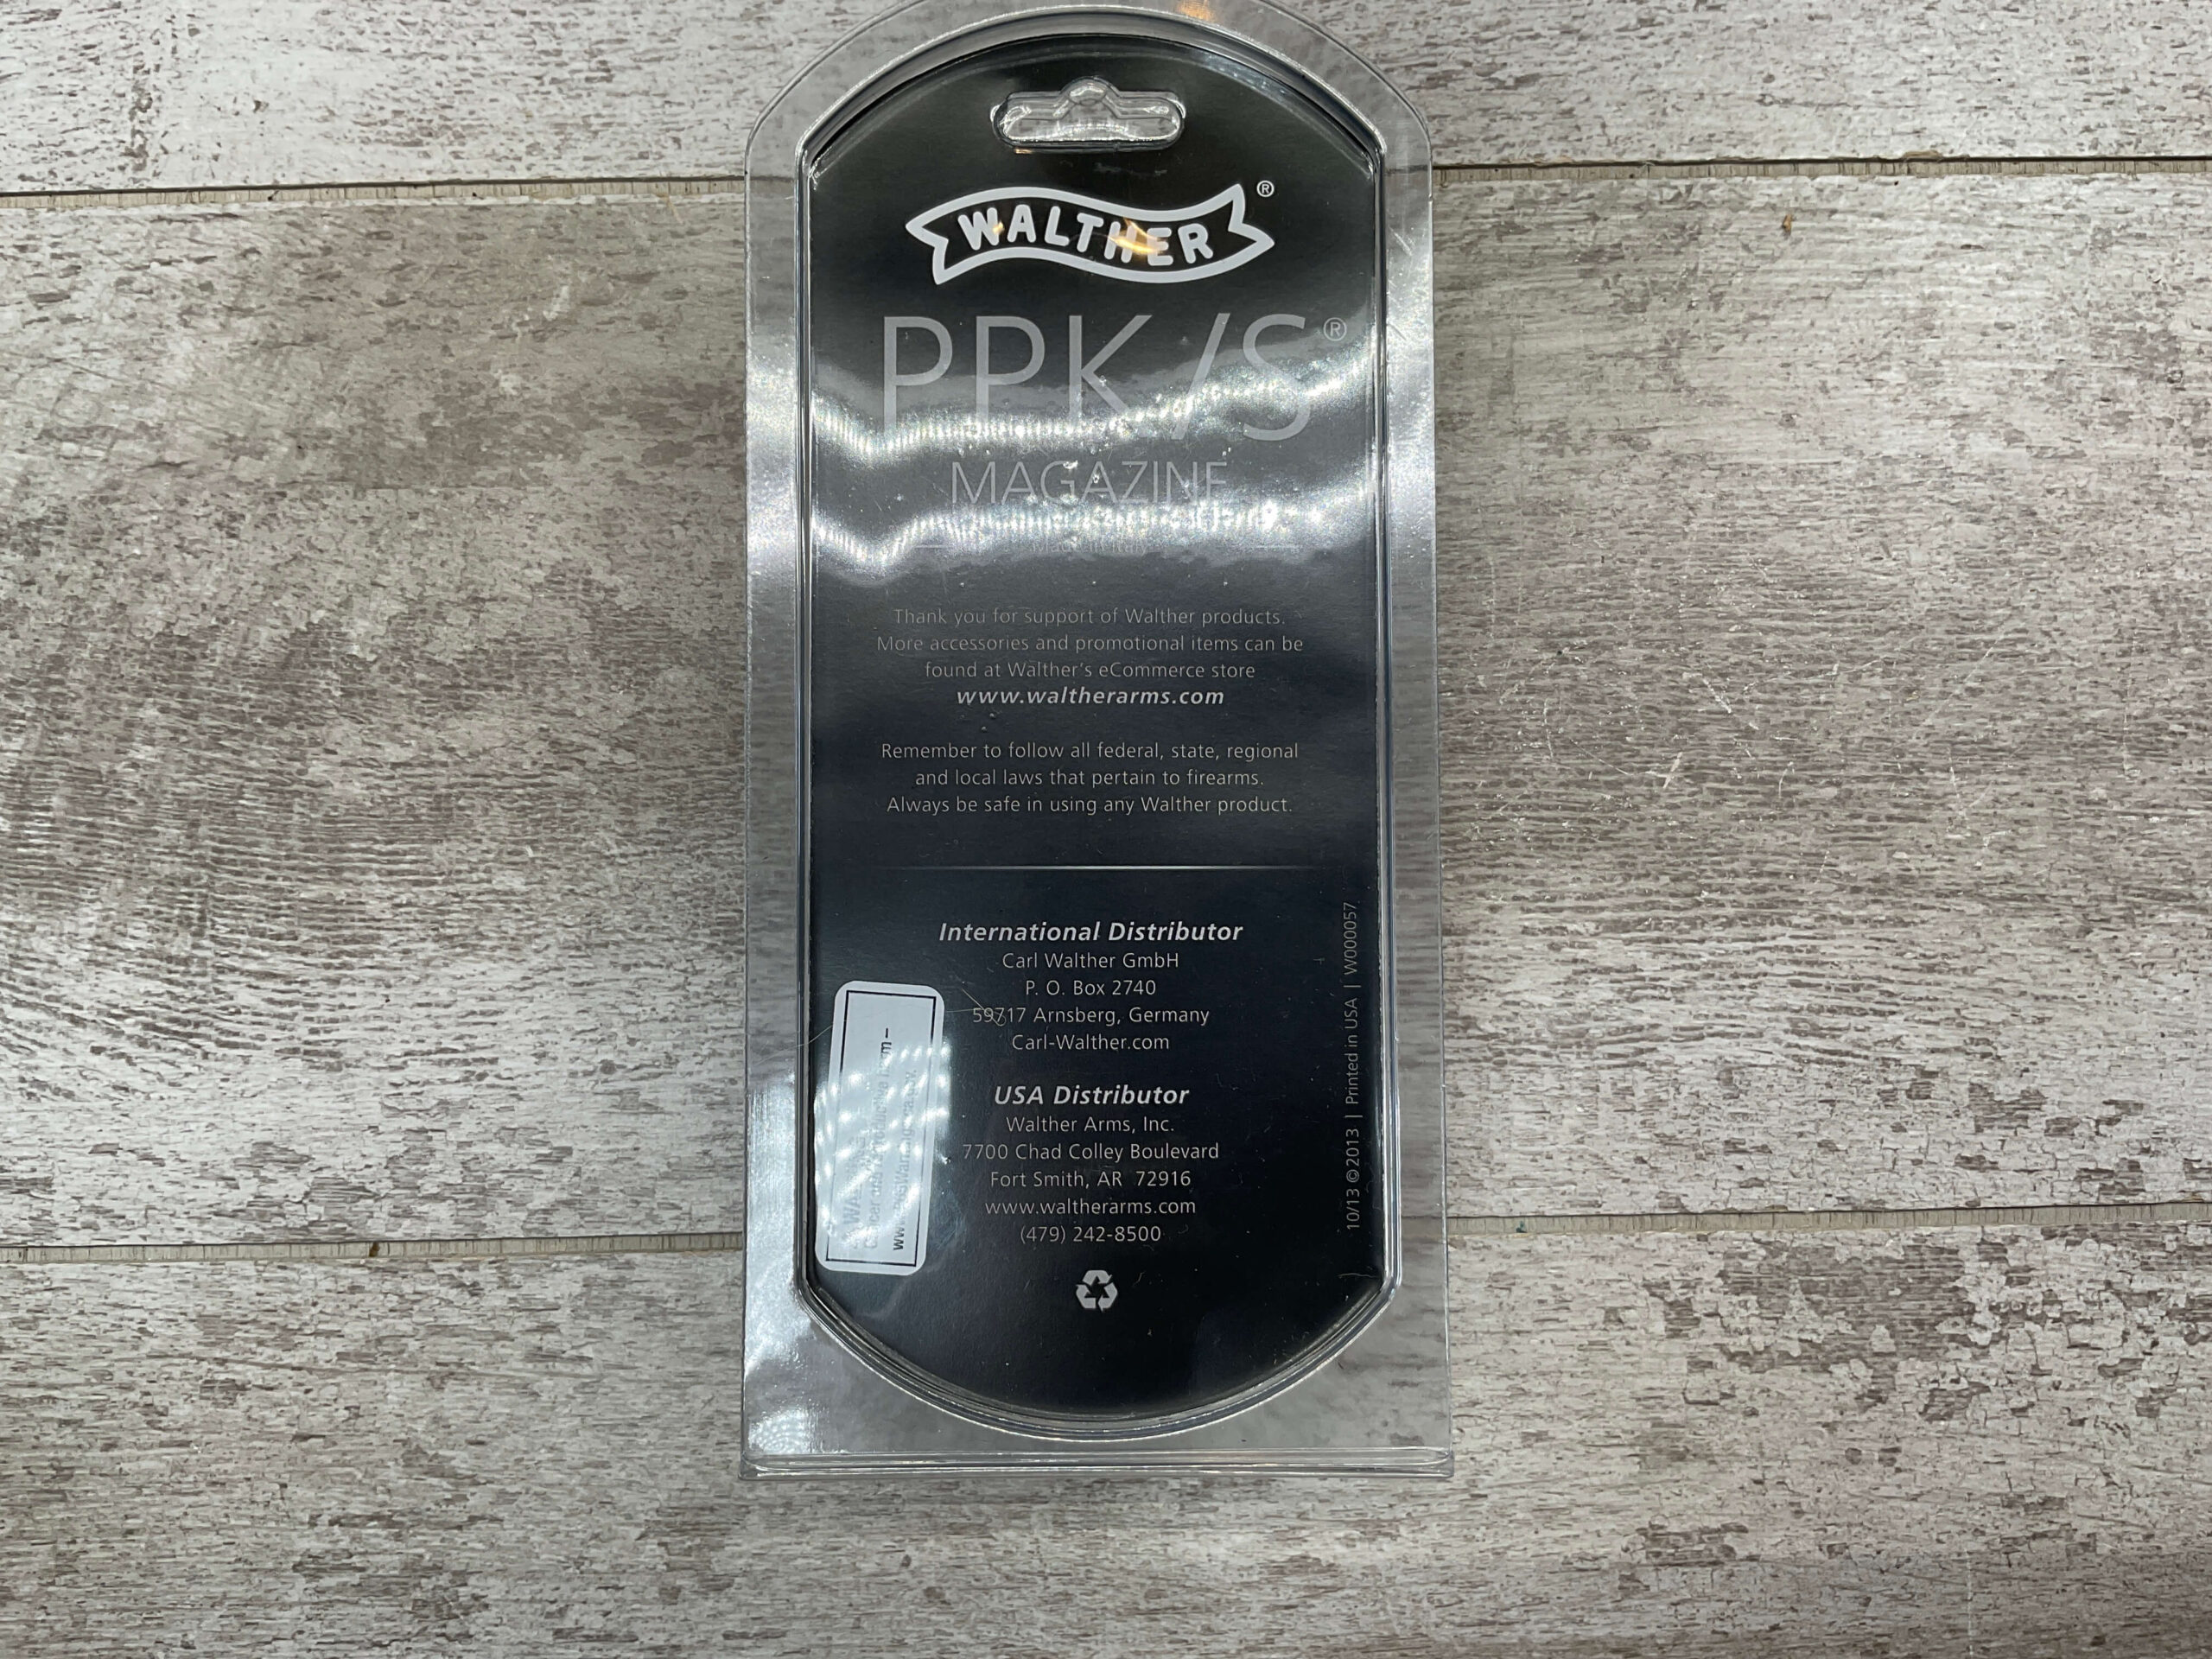 WALTHER®
PPK/S®
MAGAZINE
Made in Italy
Thank you for support of Walther products.
More accessories and promotional items can be
found at Walther's eCommerce store
www.waltherarms.com
Remember to follow all federal, state, regional
and local laws that pertain to firearms.
Always be safe in using any Walther product.
International Distributor
Carl Walther GmbH
P. O. Box 2740
59717 Arnsberg, Germany
Carl-Walther.com
USA Distributor
Walther Arms, Inc.
7700 Chad Colley Boulevard
Fort Smith, AR 72916
www.waltherarms.com
(479) 242-8500
10/13 ©2013 | Printed in USA | W000057